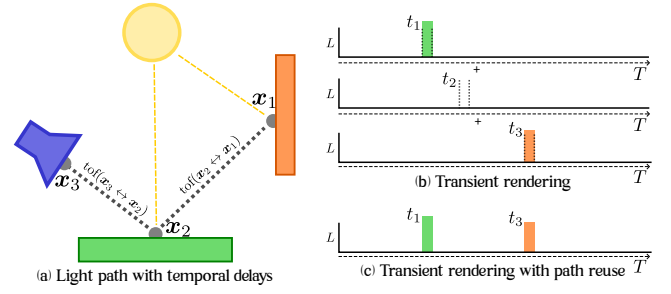 x₁
x₃
tof(x₃ ↔ x₂)
tof(x₂ ↔ x₁)
x₂
(a) Light path with temporal delays
t₁
L
T
t₂
+
L
+
T
t₃
L
T
(b) Transient rendering
t₁
t₃
L
T
(c) Transient rendering with path reuse